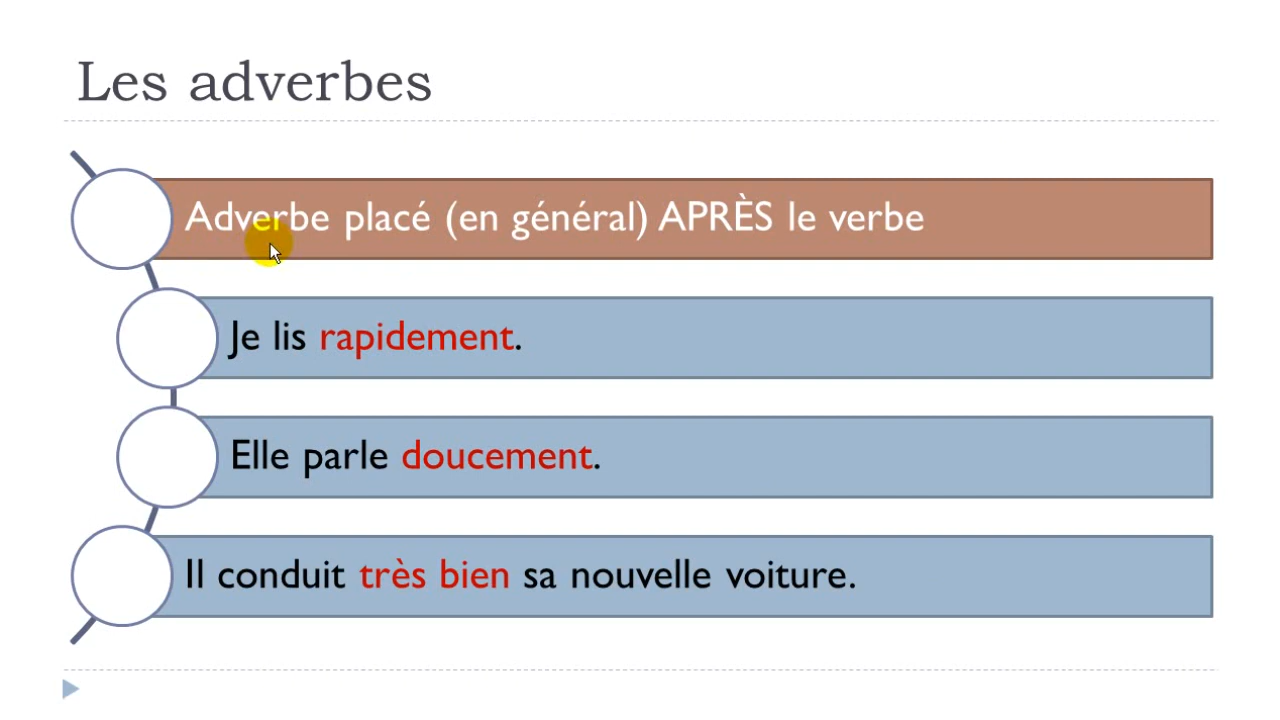 Les adverbes
Adverbe placé (en général) APRÈS le verbe
Je lis rapidement.
Elle parle doucement.
Il conduit très bien sa nouvelle voiture.